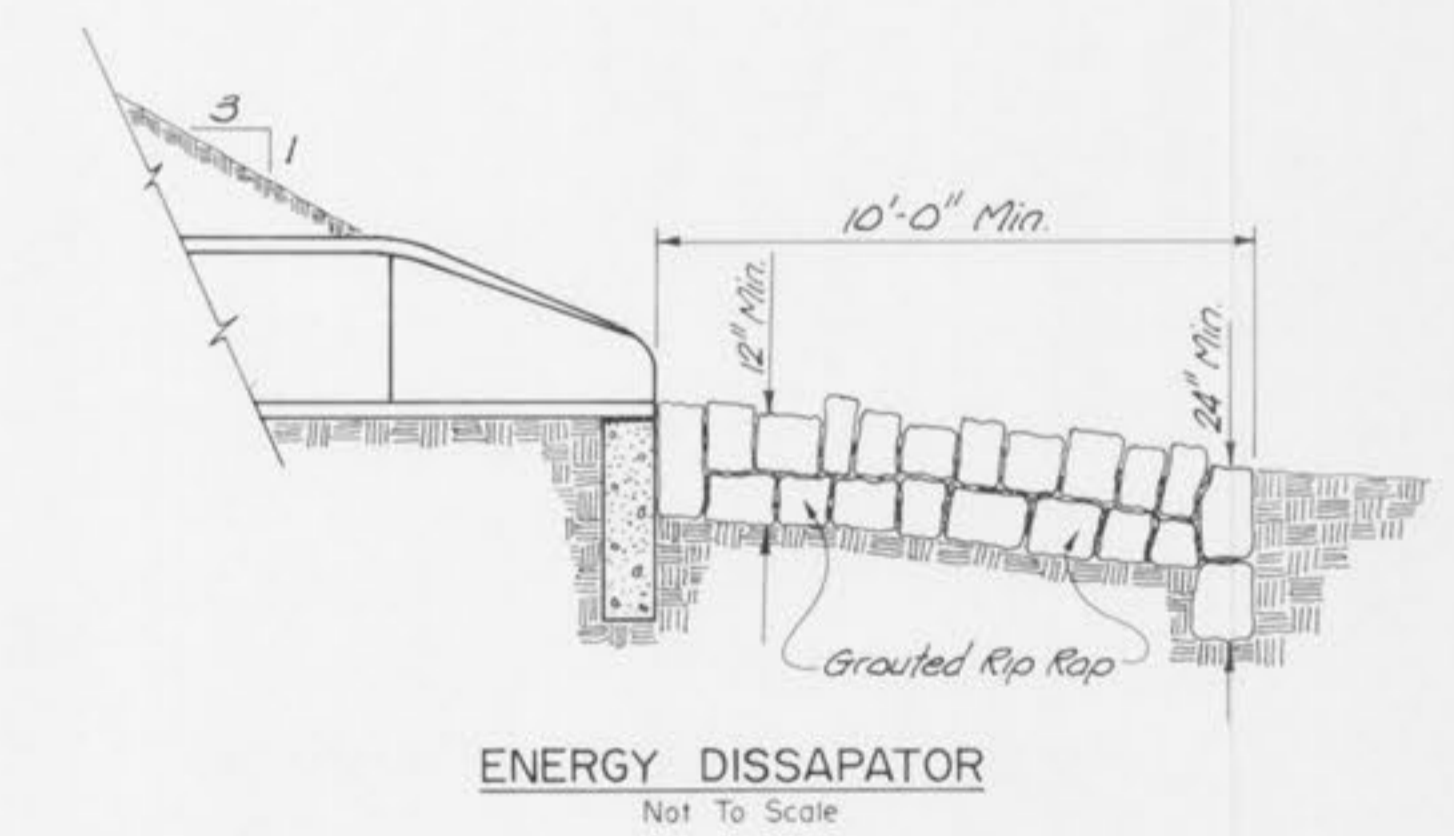 3
1
10'-0" Min.
12" Min.
24" Min.
Grouted Rip Rap
ENERGY DISSAPATOR
Not To Scale